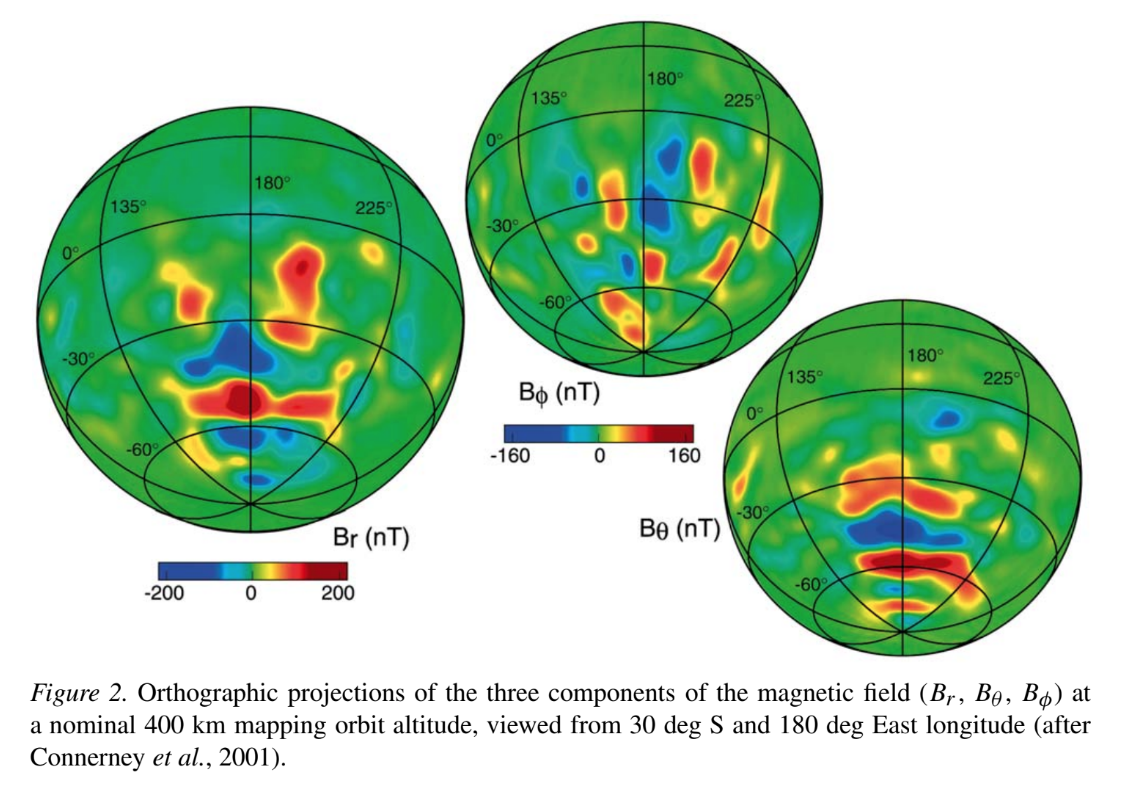 180°
135°
225°
0°
-30°
-60°
Br (nT)
-200 0 200
180°
135°
225°
0°
-30°
-60°
Bϕ (nT)
-160 0 160
180°
135°
225°
0°
-30°
-60°
Bθ (nT)
Figure 2. Orthographic projections of the three components of the magnetic field (Br, Bθ, Bϕ) at
a nominal 400 km mapping orbit altitude, viewed from 30 deg S and 180 deg East longitude (after
Connerney et al., 2001).